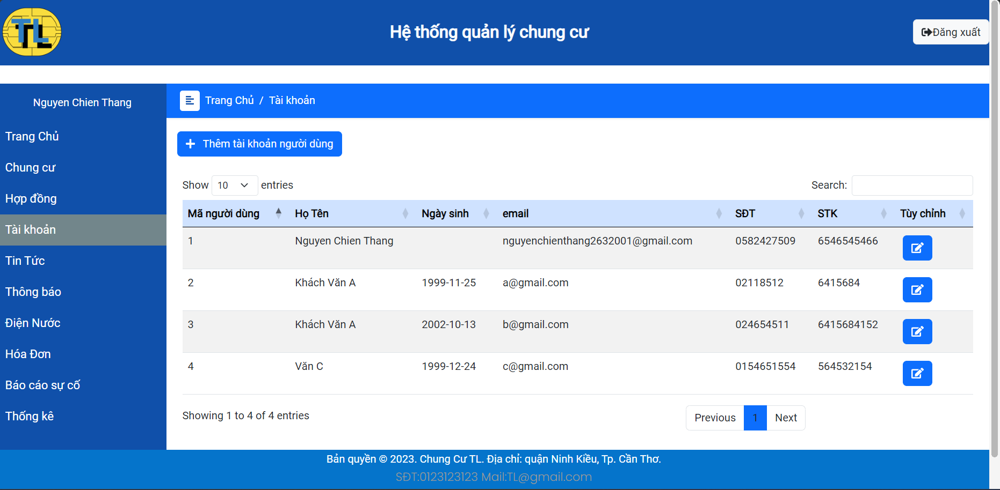 TL
Hệ thống quản lý chung cư
Đăng xuất
Nguyen Chien Thang
Trang Chủ / Tài khoản
Trang Chủ
Chung cư
Hợp đồng
Tài khoản
Tin Tức
Thông báo
Điện Nước
Hóa Đơn
Báo cáo sự cố
Thống kê
Thêm tài khoản người dùng
Show 10 entries
Search:
Mã người dùng Họ Tên Ngày sinh email SĐT STK Tùy chỉnh
1 Nguyen Chien Thang nguyenchienthang2632001@gmail.com 0582427509 6546545466
2 Khách Văn A 1999-11-25 a@gmail.com 02118512 6415684
3 Khách Văn A 2002-10-13 b@gmail.com 024654511 6415684152
4 Văn C 1999-12-24 c@gmail.com 0154651554 564532154
Showing 1 to 4 of 4 entries
Previous 1 Next
Bản quyền © 2023. Chung Cư TL. Địa chỉ: quận Ninh Kiều, Tp. Cần Thơ.
SĐT:0123123123 Mail:TL@gmail.com